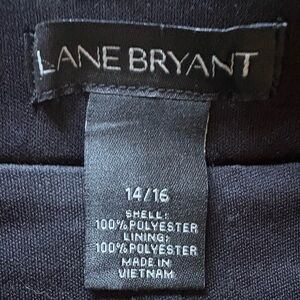 LANE BRYANT
14/16
SHELL:
100% POLYESTER
LINING:
100% POLYESTER
MADE IN
VIETNAM